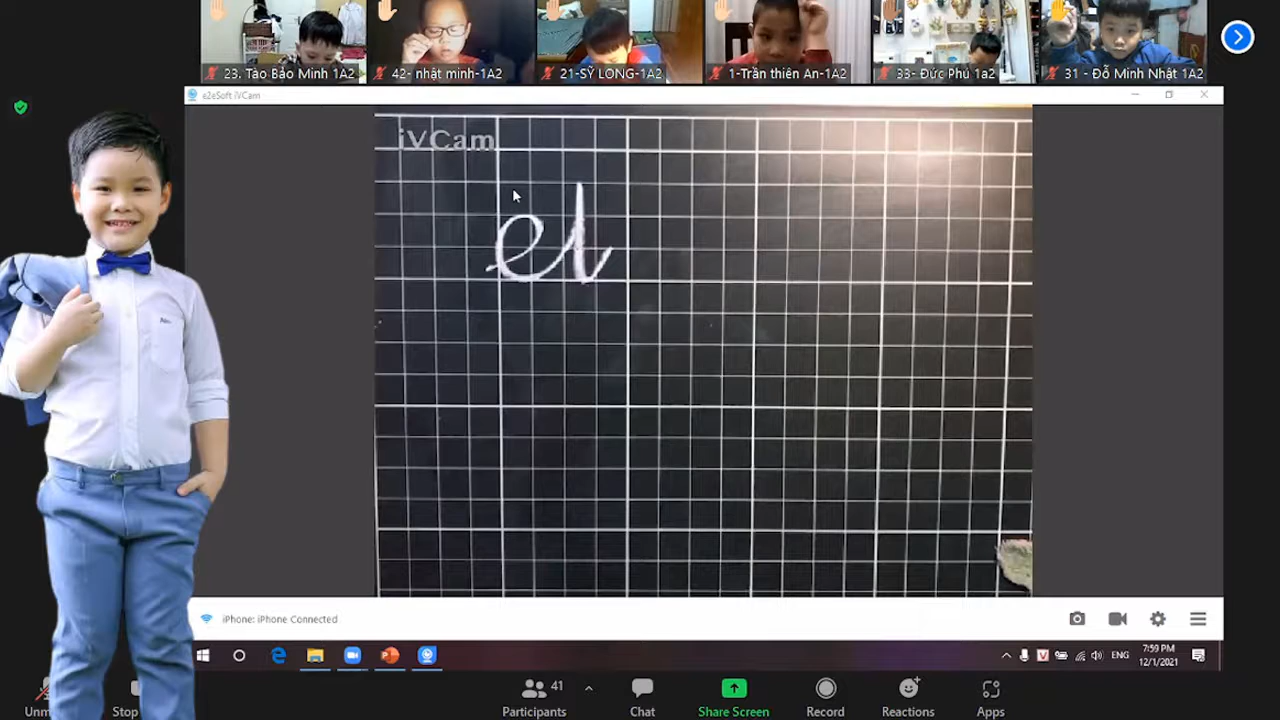 23. Tào Bảo Minh 1A2
42- nhật minh-1A2
21-SỸ LONG-1A2
1-Trần thiên An-1A2
33- Đức Phú 1a2
31 - Đỗ Minh Nhật 1A2
e2eSoft iVCam
iVCam
et
iPhone: iPhone Connected
ENG
7:59 PM
12/1/2021
41
Stop
Participants
Chat
Share Screen
Record
Reactions
Apps